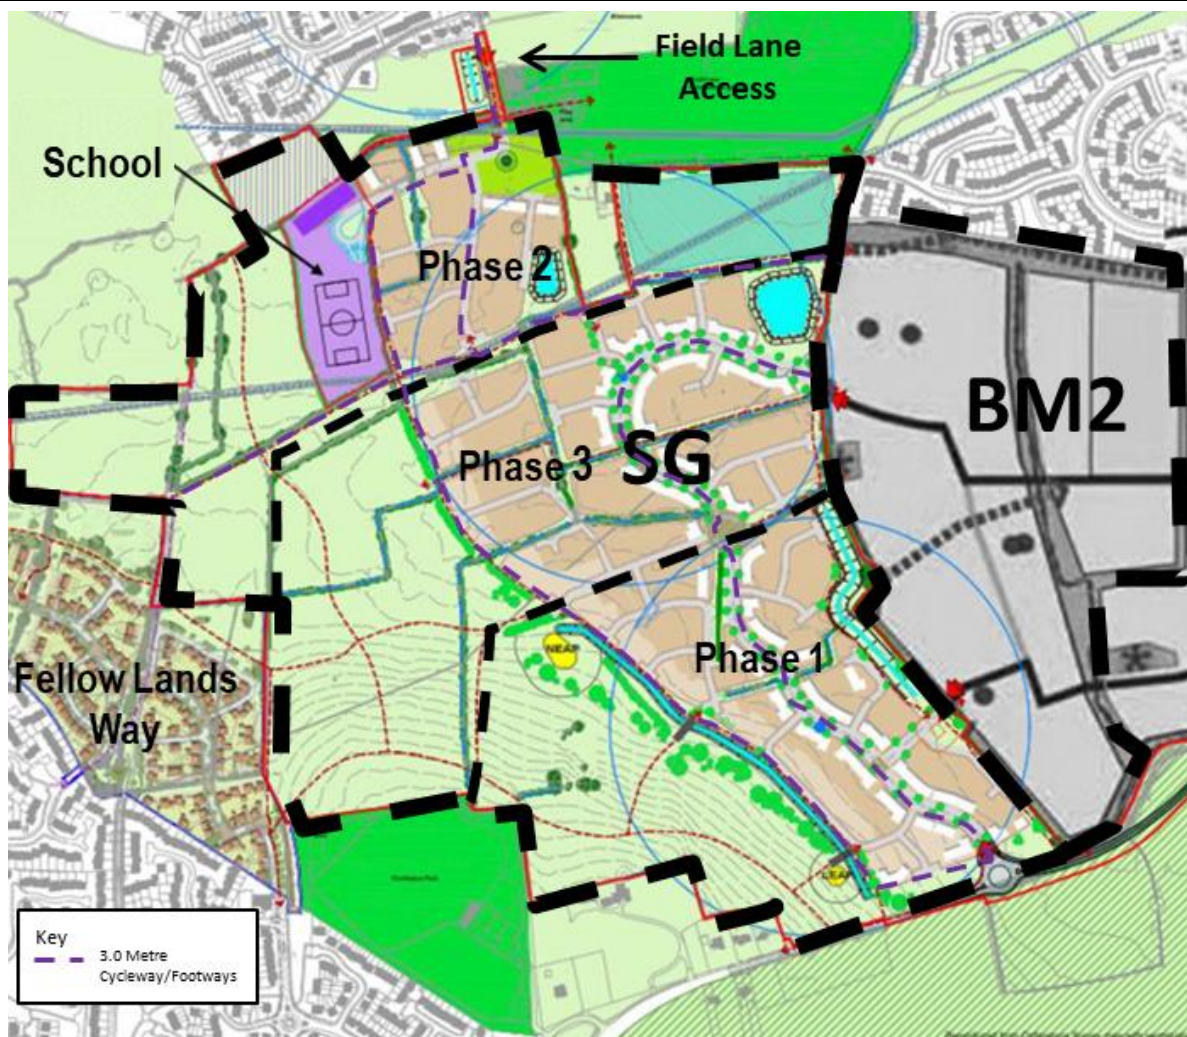 Field Lane
Access
School
Phase 2
BM2
Phase 3
SG
NEAP
Phase 1
Fellow Lands
Way
LEAP
Key
3.0 Metre
Cycleway/Footways